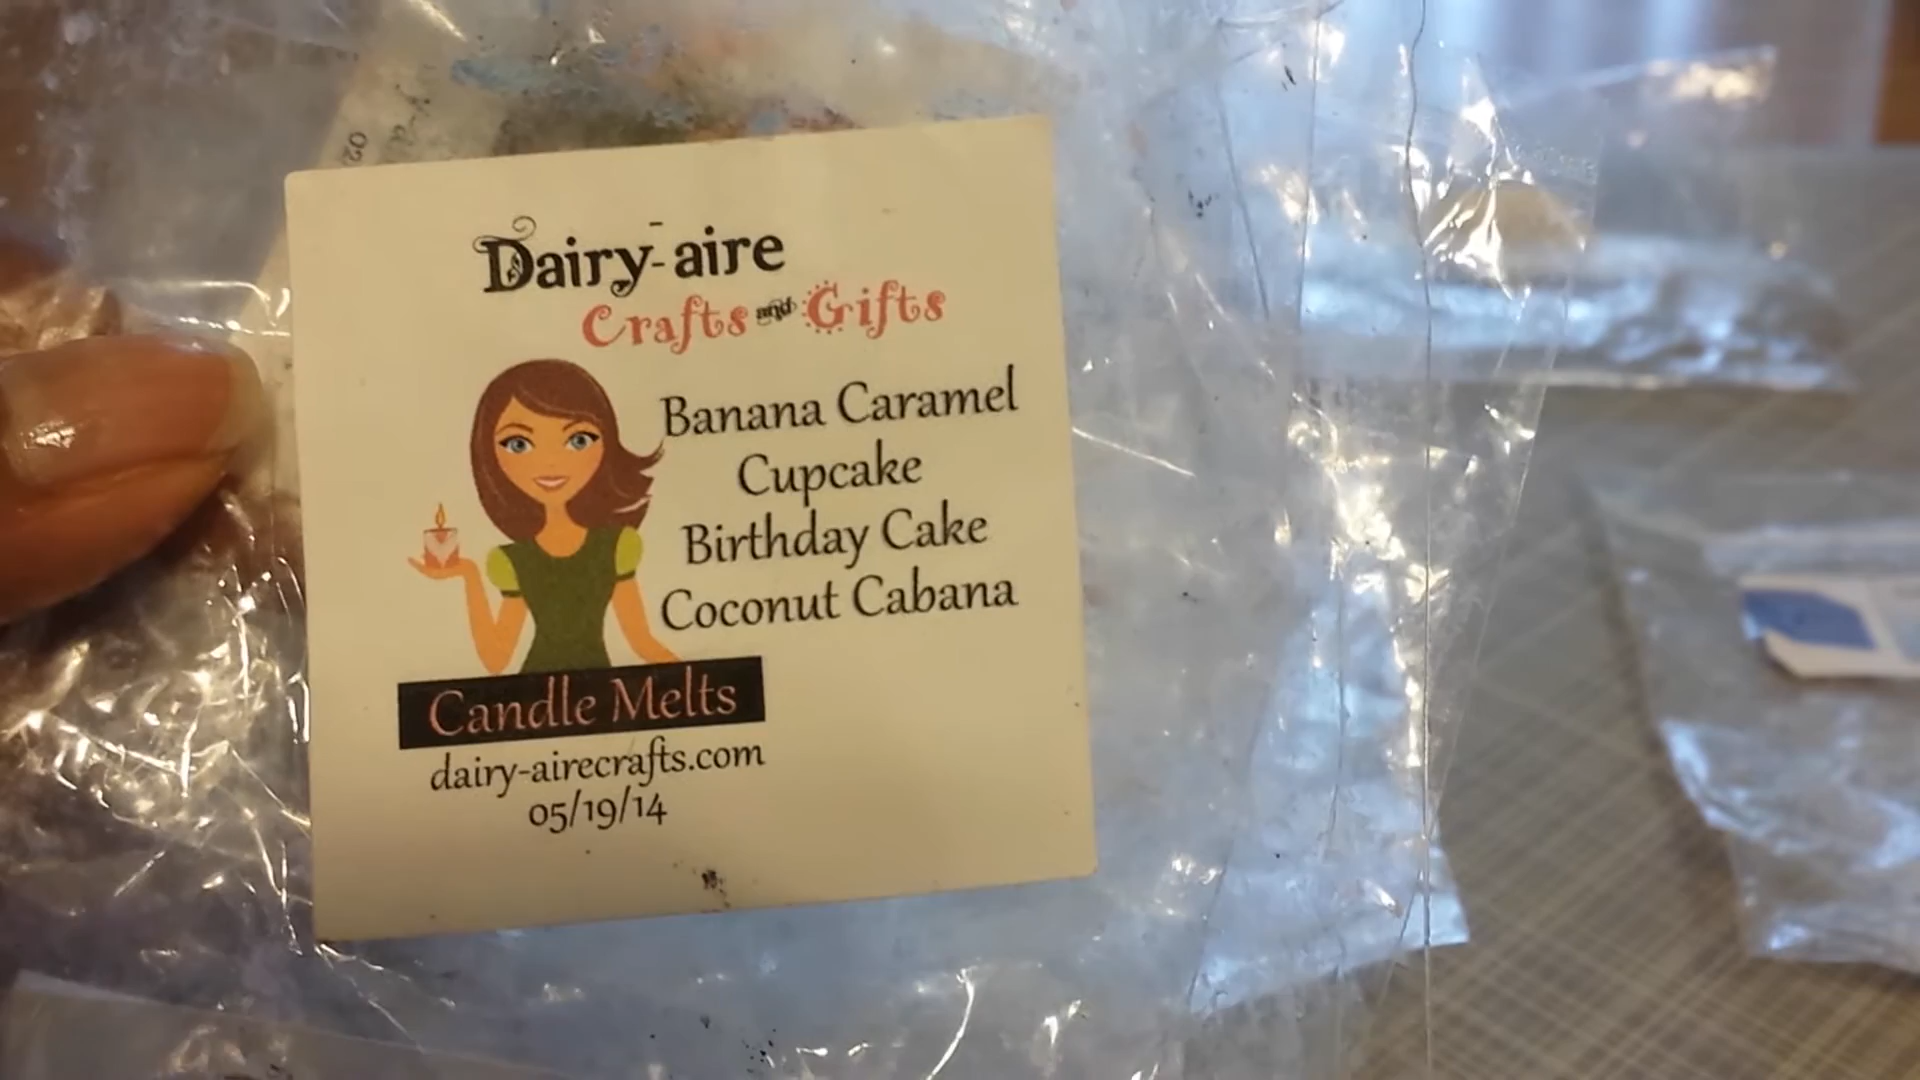 Dairy-aire
Crafts and Gifts
Banana Caramel
Cupcake
Birthday Cake
Coconut Cabana
Candle Melts
dairy-airecrafts.com
05/19/14